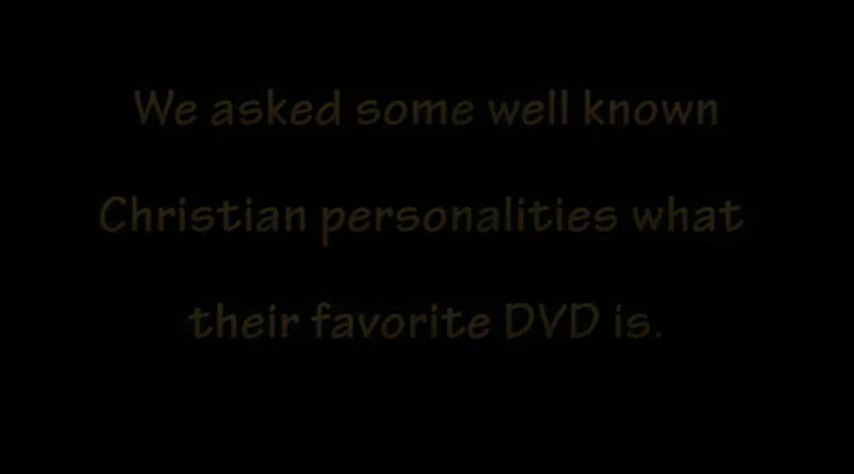 We asked some well known
Christian personalities what
their favorite DVD is.